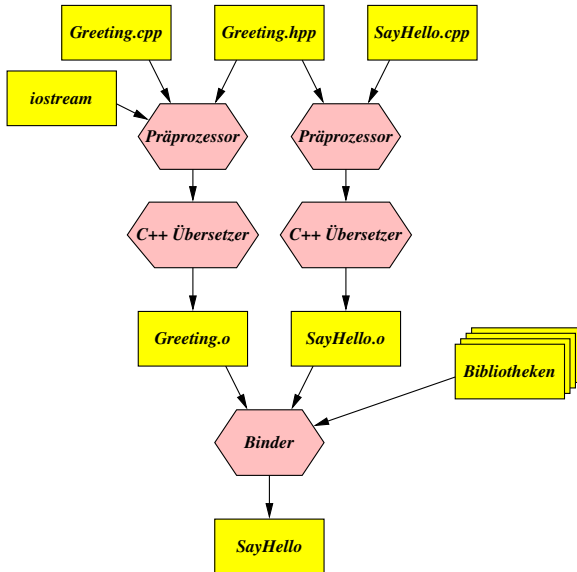 Greeting.cpp
Greeting.hpp
SayHello.cpp
iostream
Präprozessor
Präprozessor
C++ Übersetzer
C++ Übersetzer
Greeting.o
SayHello.o
Bibliotheken
Binder
SayHello